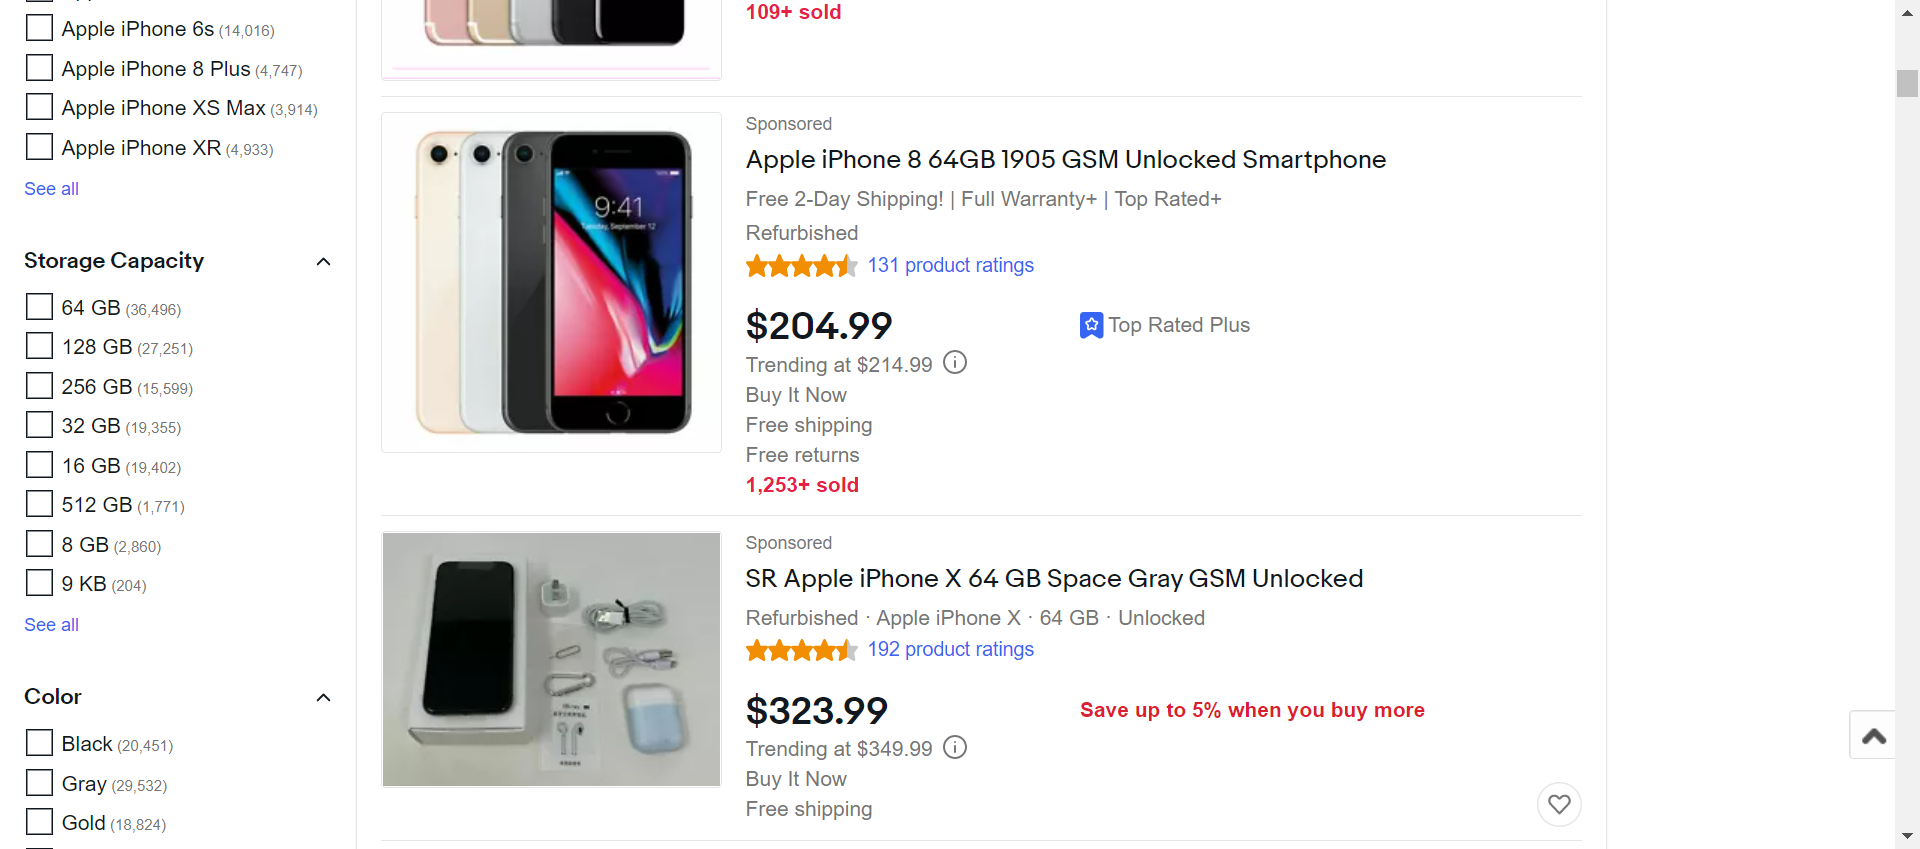 Apple iPhone 6s (14,016)
Apple iPhone 8 Plus (4,747)
Apple iPhone XS Max (3,914)
Apple iPhone XR (4,933)
See all
Storage Capacity
64 GB (36,496)
128 GB (27,251)
256 GB (15,599)
32 GB (19,355)
16 GB (19,402)
512 GB (1,771)
8 GB (2,860)
9 KB (204)
See all
Color
Black (20,451)
Gray (29,532)
Gold (18,824)
109+ sold
9:41
Tuesday, September 12
Sponsored
Apple iPhone 8 64GB 1905 GSM Unlocked Smartphone
Free 2-Day Shipping! | Full Warranty+ | Top Rated+
Refurbished
131 product ratings
$204.99
Top Rated Plus
Trending at $214.99
Buy It Now
Free shipping
Free returns
1,253+ sold
Sponsored
SR Apple iPhone X 64 GB Space Gray GSM Unlocked
Refurbished · Apple iPhone X · 64 GB · Unlocked
192 product ratings
$323.99
Save up to 5% when you buy more
Trending at $349.99
Buy It Now
Free shipping